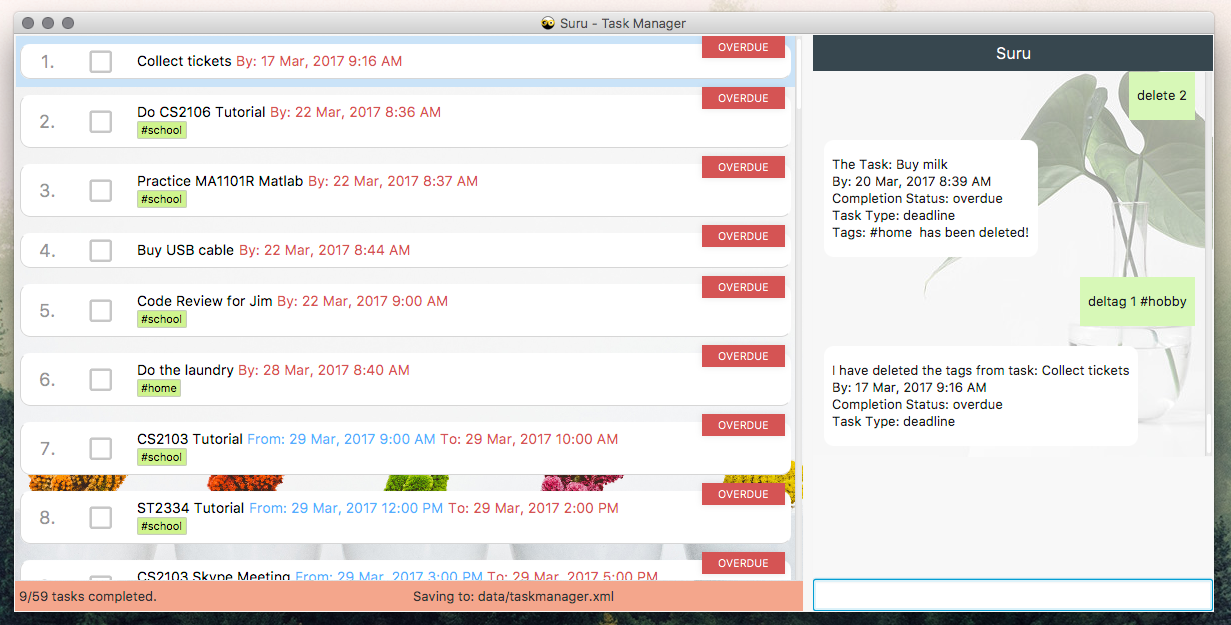 Suru - Task Manager
1.
Collect tickets By: 17 Mar, 2017 9:16 AM
OVERDUE
2.
Do CS2106 Tutorial By: 22 Mar, 2017 8:36 AM
#school
OVERDUE
3.
Practice MA1101R Matlab By: 22 Mar, 2017 8:37 AM
#school
OVERDUE
4.
Buy USB cable By: 22 Mar, 2017 8:44 AM
OVERDUE
5.
Code Review for Jim By: 22 Mar, 2017 9:00 AM
#school
OVERDUE
6.
Do the laundry By: 28 Mar, 2017 8:40 AM
#home
OVERDUE
7.
CS2103 Tutorial From: 29 Mar, 2017 9:00 AM To: 29 Mar, 2017 10:00 AM
#school
OVERDUE
8.
ST2334 Tutorial From: 29 Mar, 2017 12:00 PM To: 29 Mar, 2017 2:00 PM
#school
OVERDUE
CS2103 Skype Meeting From: 29 Mar, 2017 3:00 PM To: 29 Mar, 2017 5:00 PM
OVERDUE
9/59 tasks completed.
Saving to: data/taskmanager.xml
Suru
delete 2
The Task: Buy milk
By: 20 Mar, 2017 8:39 AM
Completion Status: overdue
Task Type: deadline
Tags: #home  has been deleted!
deltag 1 #hobby
I have deleted the tags from task: Collect tickets
By: 17 Mar, 2017 9:16 AM
Completion Status: overdue
Task Type: deadline